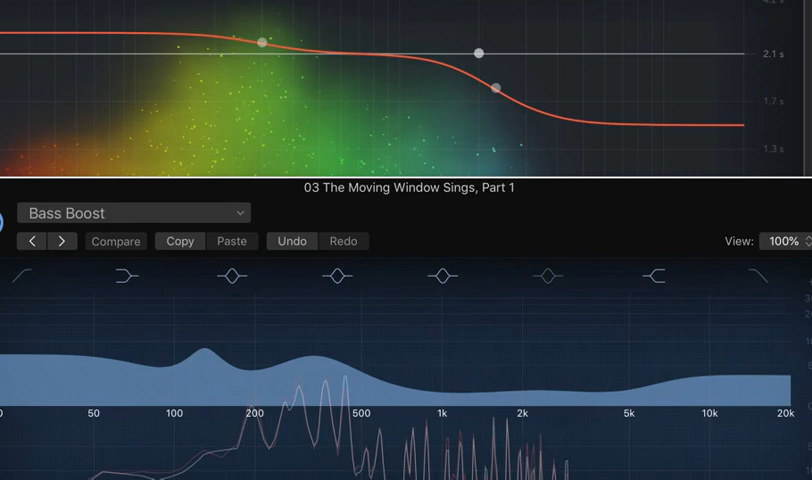 2.1 s
1.7 s
1.3 s
03 The Moving Window Sings, Part 1
Bass Boost
Compare Copy Paste Undo Redo View: 100%
50 100 200 500 1k 2k 5k 10k 20k